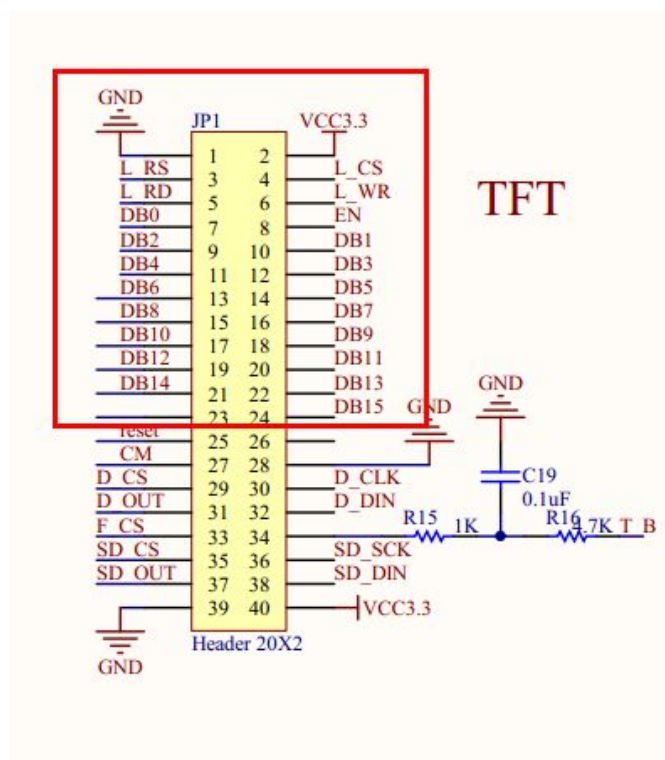 GND
JP1 VCC3.3
1 2
L_RS L_CS
3 4
L_RD L_WR
5 6
DB0 EN
7 8
DB2 DB1
9 10
DB4 DB3
11 12
DB6 DB5
13 14
DB8 DB7
15 16
DB10 DB9
17 18
DB12 DB11
19 20
DB14 DB13
21 22
DB15 GND
23 24
reset
25 26
CM
27 28
D_CS D_CLK
29 30
D_OUT D_DIN
31 32
F_CS
33 34
SD_CS SD_SCK
35 36
SD_OUT SD_DIN
37 38
39 40 VCC3.3
Header 20X2
GND
TFT
GND
C19
0.1uF
R15 1K R16 4.7K T_B